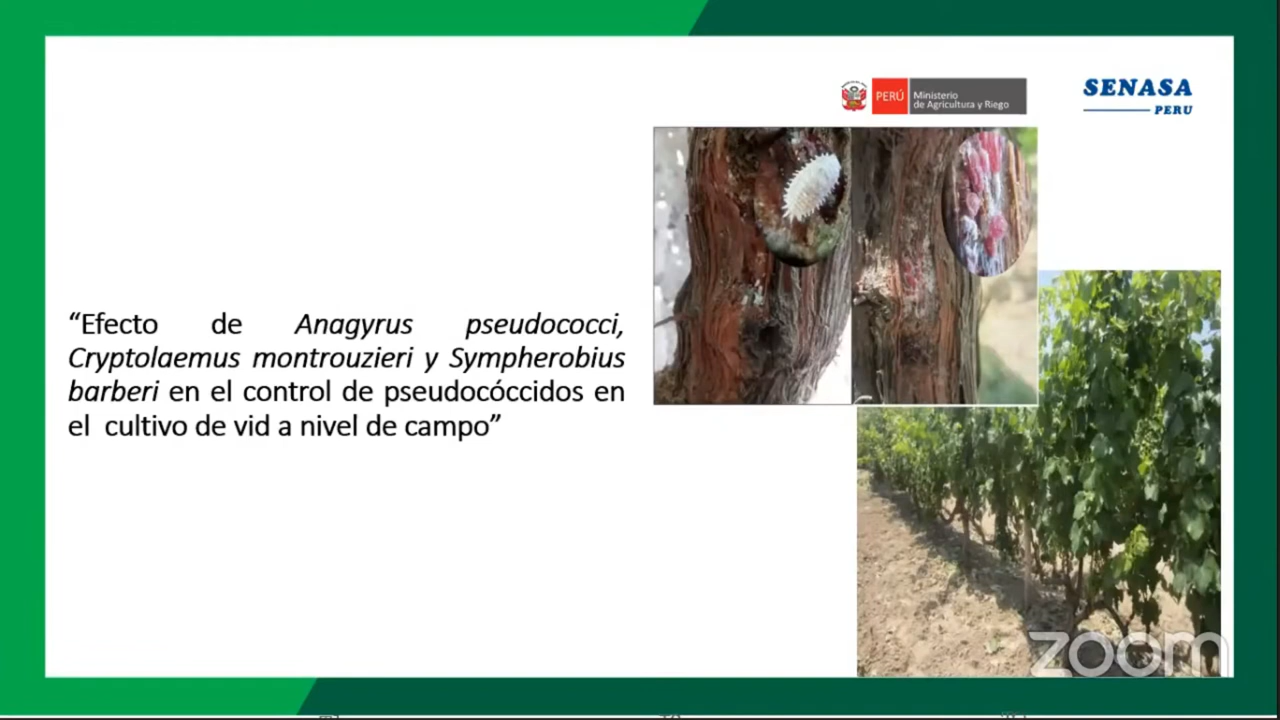 PERÚ
Ministerio
de Agricultura y Riego
SENASA
PERU
“Efecto de Anagyrus pseudococci,
Cryptolaemus montrouzieri y Sympherobius
barberi en el control de pseudocóccidos en
el cultivo de vid a nivel de campo”
zoom